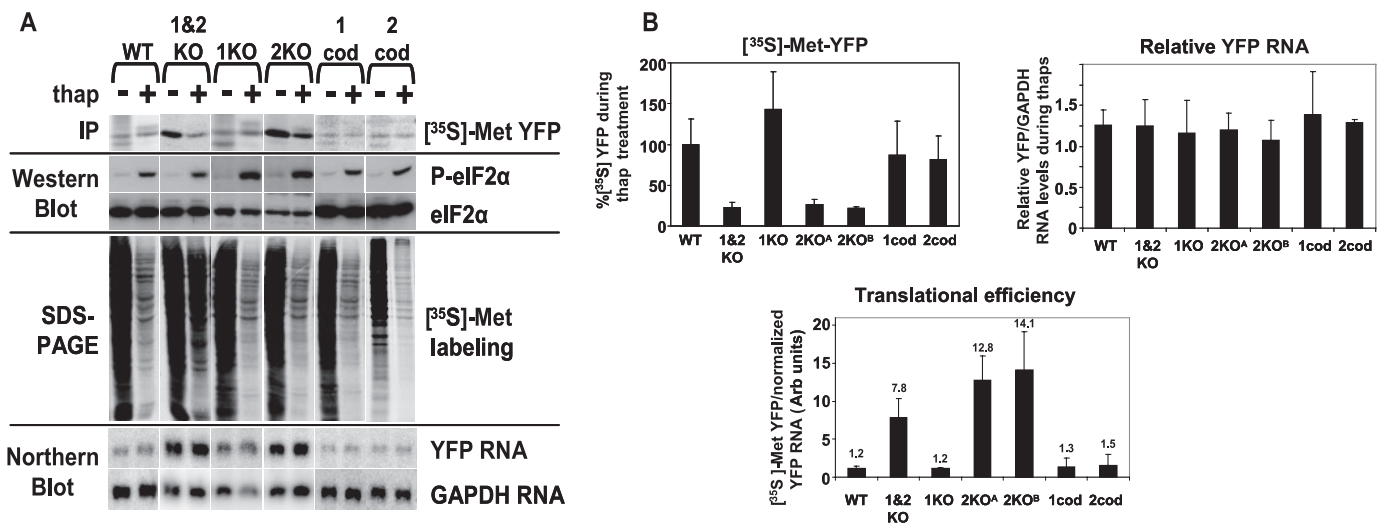 A
WT
1&2 KO
1KO
2KO
1 cod
2 cod
thap
- + - + - + - + - + - +
IP
[³⁵S]-Met YFP
Western Blot
P-eIF2α
eIF2α
SDS-PAGE
[³⁵S]-Met labeling
Northern Blot
YFP RNA
GAPDH RNA
B
[³⁵S]-Met-YFP
%[³⁵S] YFP during thap treatment
200
150
100
50
0
WT
1&2 KO
1KO
2KOᴬ
2KOᴮ
1cod
2cod
Relative YFP RNA
Relative YFP/GAPDH RNA levels during thaps
1.5
1.0
0.5
0
WT
1&2 KO
1KO
2KOᴬ
2KOᴮ
1cod
2cod
Translational efficiency
[³⁵S ]-Met YFP/normalized YFP RNA ( Arb units)
20
15
10
5
0
1.2
7.8
1.2
12.8
14.1
1.3
1.5
WT
1&2 KO
1KO
2KOᴬ
2KOᴮ
1cod
2cod